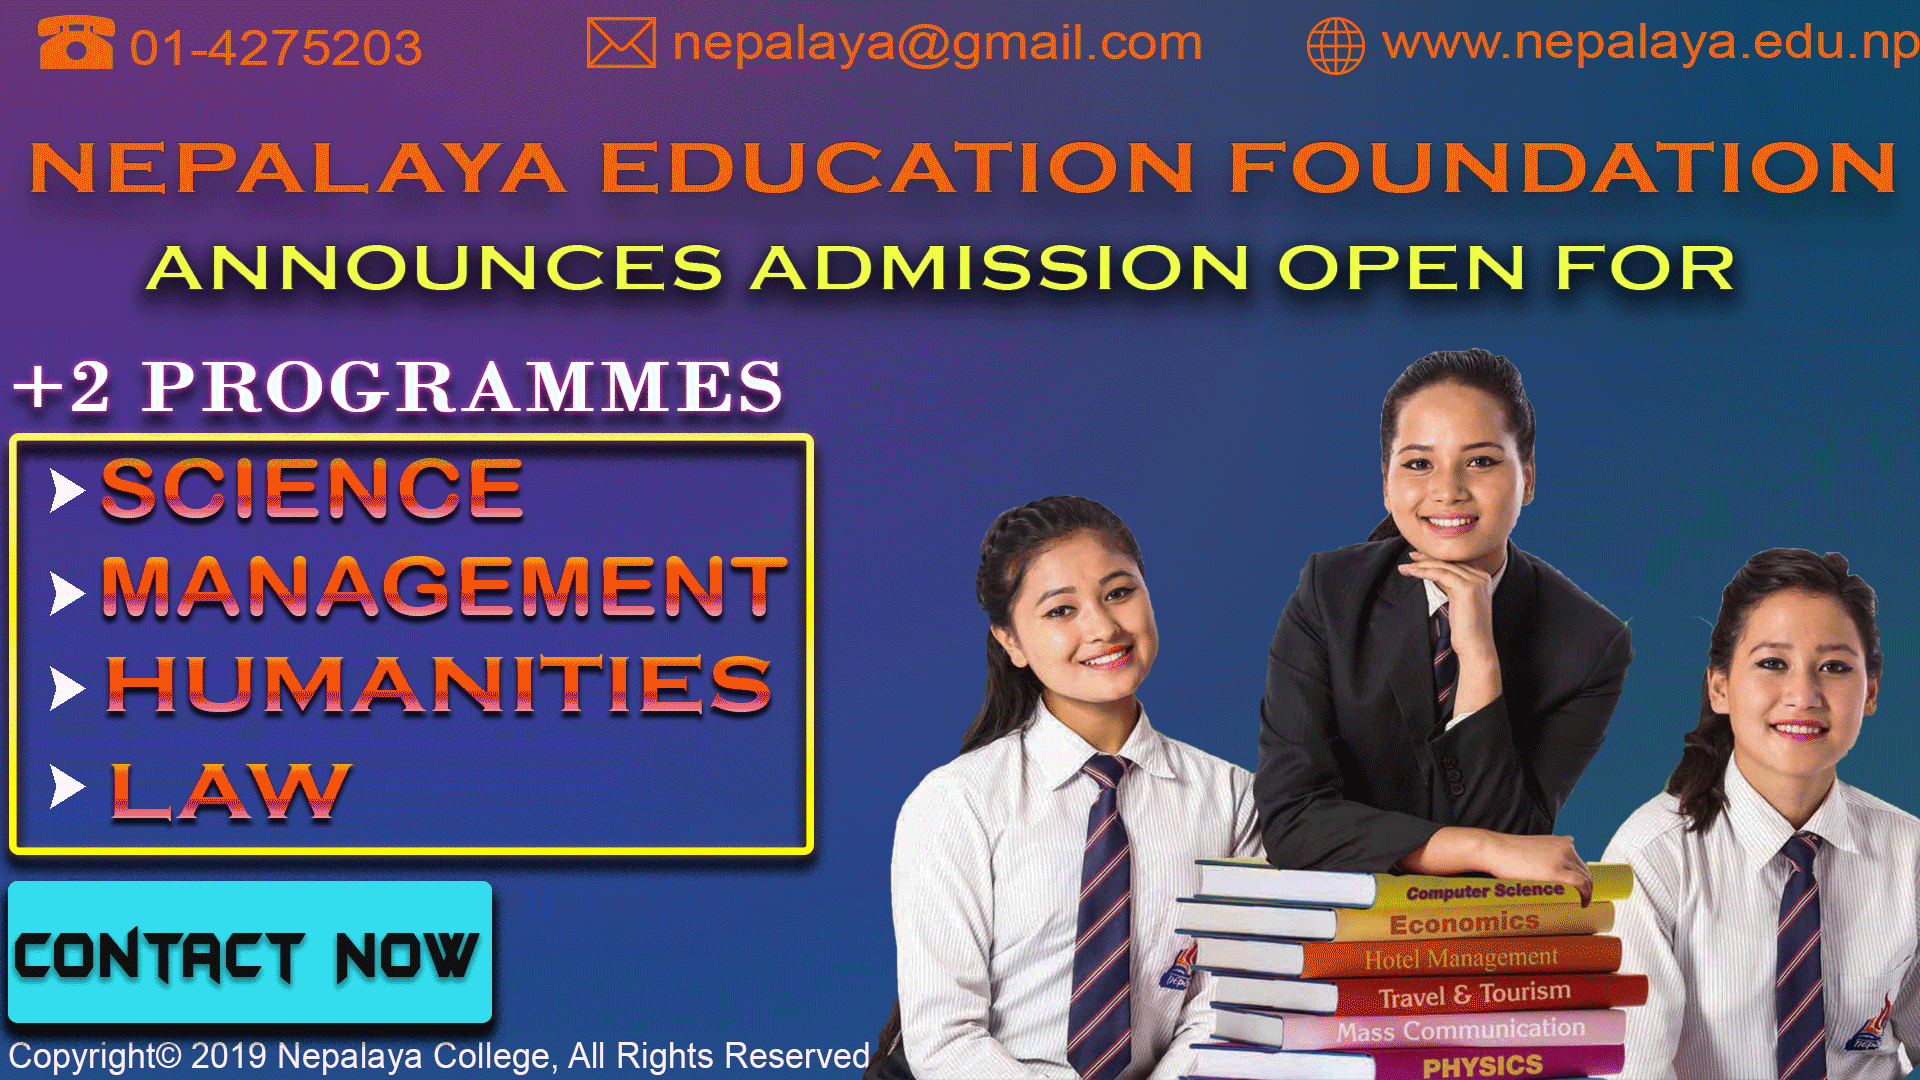 01-4275203
nepalaya@gmail.com
www.nepalaya.edu.np
NEPALAYA EDUCATION FOUNDATION
ANNOUNCES ADMISSION OPEN FOR
+2 PROGRAMMES
SCIENCE
MANAGEMENT
HUMANITIES
LAW
CONTACT NOW
Computer Science
Economics
Hotel Management
Travel & Tourism
Mass Communication
PHYSICS
Copyright© 2019 Nepalaya College, All Rights Reserved